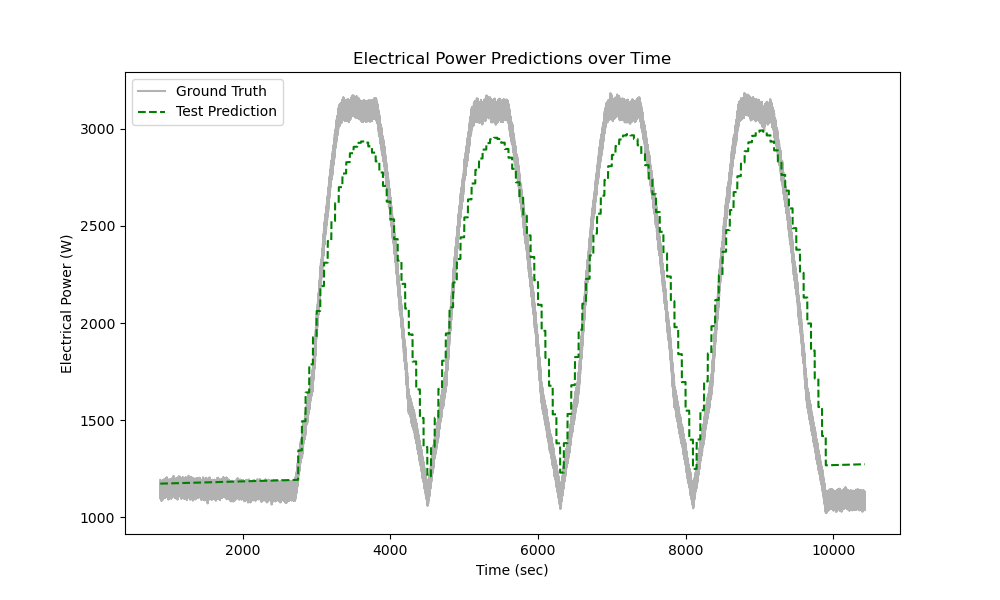 Electrical Power Predictions over Time
Ground Truth
Test Prediction
3000
2500
2000
1500
1000
Electrical Power (W)
2000 4000 6000 8000 10000
Time (sec)